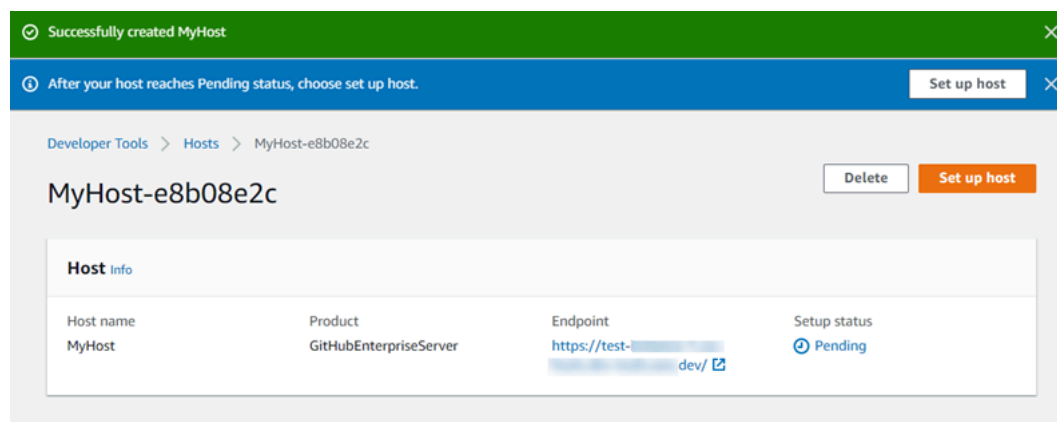 Successfully created MyHost
After your host reaches Pending status, choose set up host.
Set up host
Developer Tools > Hosts > MyHost-e8b08e2c
MyHost-e8b08e2c
Delete
Set up host
Host Info
Host name
Product
Endpoint
Setup status
MyHost
GitHubEnterpriseServer
https://test-
dev/
Pending